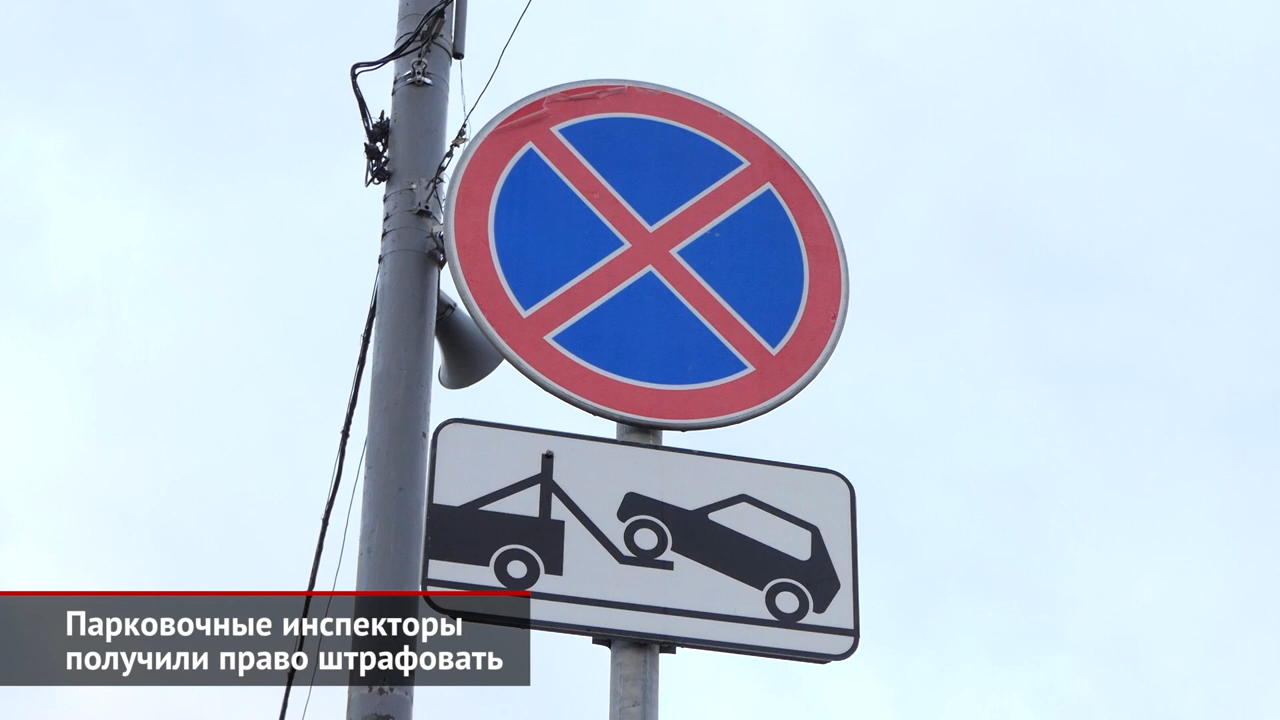 Парковочные инспекторы
получили право штрафовать